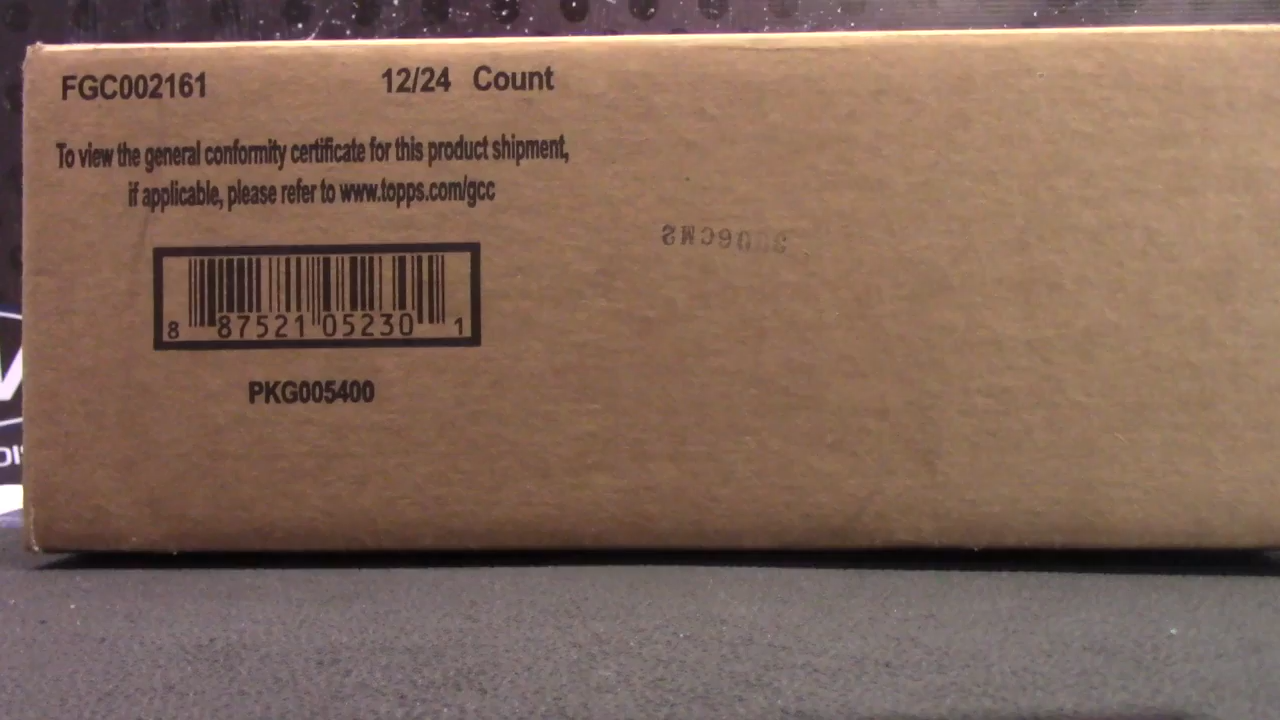 FGC002161 12/24 Count
To view the general conformity certificate for this product shipment,
if applicable, please refer to www.topps.com/gcc
8 87521 05230 1
PKG005400